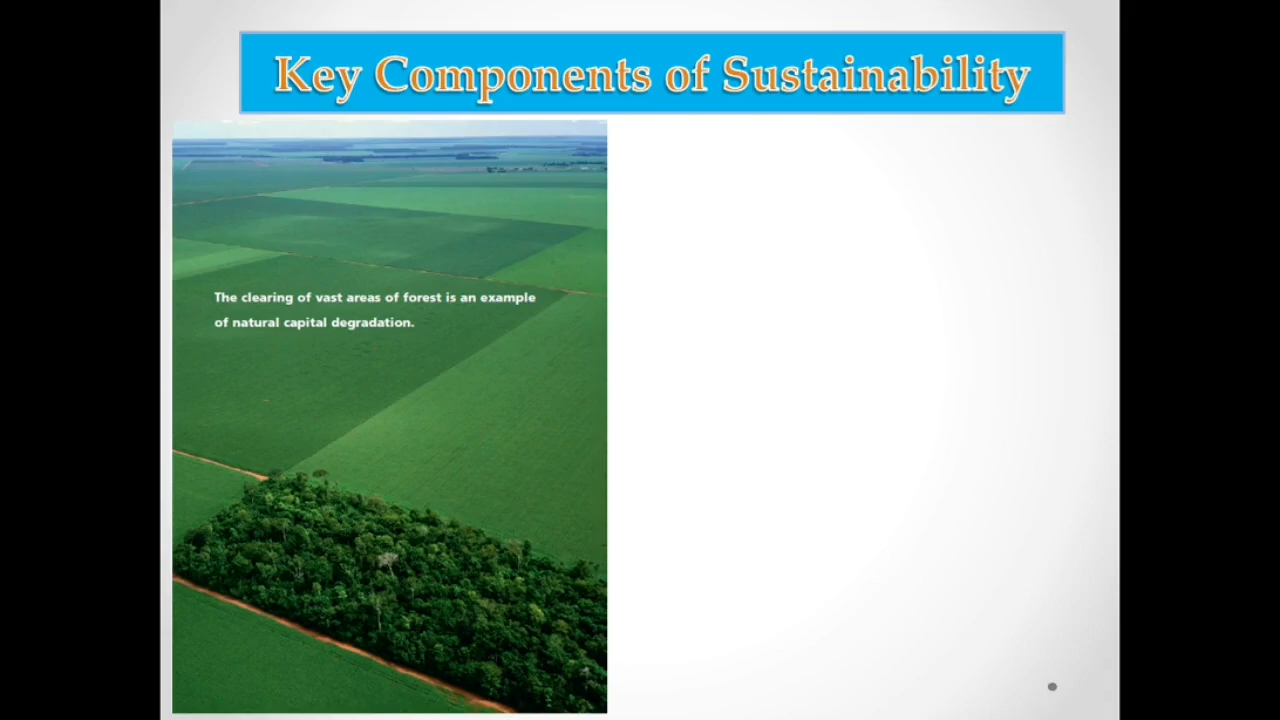 Key Components of Sustainability
The clearing of vast areas of forest is an example
of natural capital degradation.